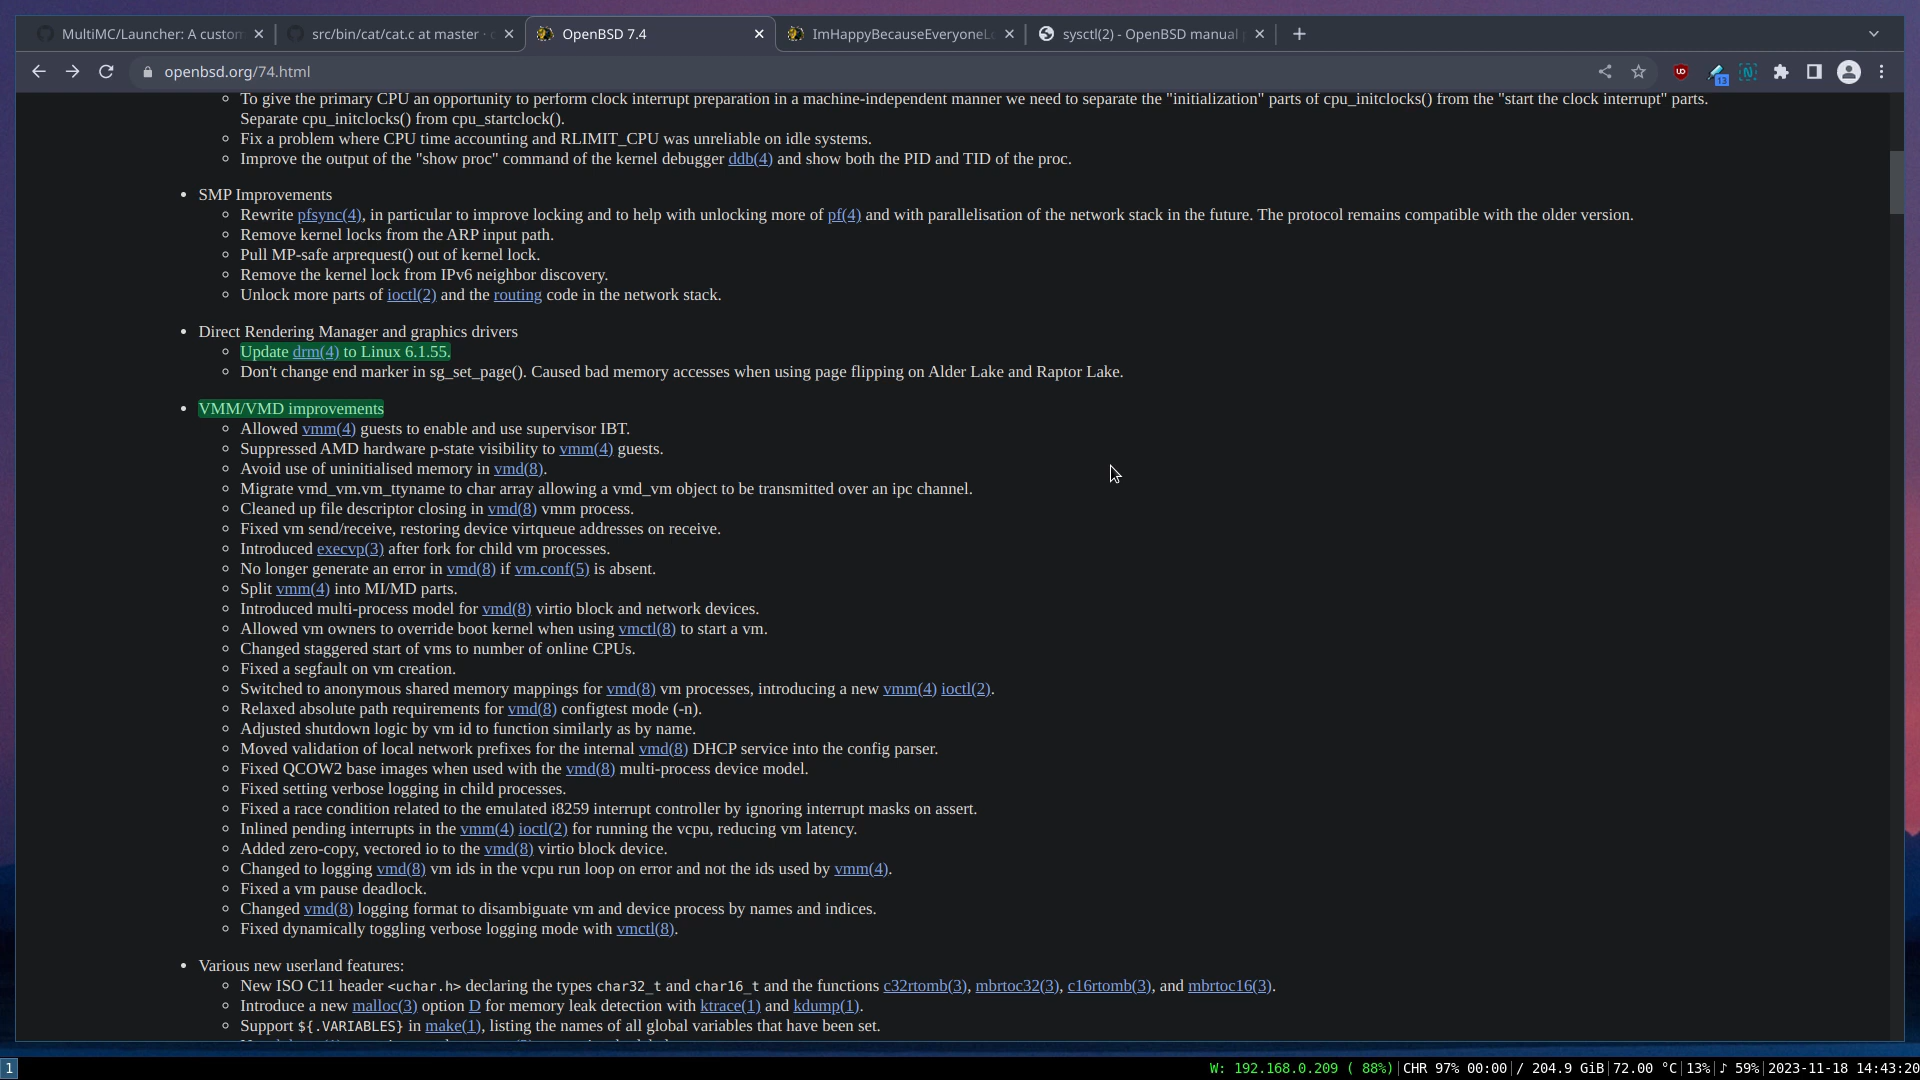 MultiMC/Launcher: A custom
src/bin/cat/cat.c at master ·
OpenBSD 7.4
ImHappyBecauseEveryoneLo
sysctl(2) - OpenBSD manual
openbsd.org/74.html
13
To give the primary CPU an opportunity to perform clock interrupt preparation in a machine-independent manner we need to separate the "initialization" parts of cpu_initclocks() from the "start the clock interrupt" parts.
Separate cpu_initclocks() from cpu_startclock().
Fix a problem where CPU time accounting and RLIMIT_CPU was unreliable on idle systems.
Improve the output of the "show proc" command of the kernel debugger ddb(4) and show both the PID and TID of the proc.
SMP Improvements
Rewrite pfsync(4), in particular to improve locking and to help with unlocking more of pf(4) and with parallelisation of the network stack in the future. The protocol remains compatible with the older version.
Remove kernel locks from the ARP input path.
Pull MP-safe arprequest() out of kernel lock.
Remove the kernel lock from IPv6 neighbor discovery.
Unlock more parts of ioctl(2) and the routing code in the network stack.
Direct Rendering Manager and graphics drivers
Update drm(4) to Linux 6.1.55.
Don't change end marker in sg_set_page(). Caused bad memory accesses when using page flipping on Alder Lake and Raptor Lake.
VMM/VMD improvements
Allowed vmm(4) guests to enable and use supervisor IBT.
Suppressed AMD hardware p-state visibility to vmm(4) guests.
Avoid use of uninitialised memory in vmd(8).
Migrate vmd_vm.vm_ttyname to char array allowing a vmd_vm object to be transmitted over an ipc channel.
Cleaned up file descriptor closing in vmd(8) vmm process.
Fixed vm send/receive, restoring device virtqueue addresses on receive.
Introduced execvp(3) after fork for child vm processes.
No longer generate an error in vmd(8) if vm.conf(5) is absent.
Split vmm(4) into MI/MD parts.
Introduced multi-process model for vmd(8) virtio block and network devices.
Allowed vm owners to override boot kernel when using vmctl(8) to start a vm.
Changed staggered start of vms to number of online CPUs.
Fixed a segfault on vm creation.
Switched to anonymous shared memory mappings for vmd(8) vm processes, introducing a new vmm(4) ioctl(2).
Relaxed absolute path requirements for vmd(8) configtest mode (-n).
Adjusted shutdown logic by vm id to function similarly as by name.
Moved validation of local network prefixes for the internal vmd(8) DHCP service into the config parser.
Fixed QCOW2 base images when used with the vmd(8) multi-process device model.
Fixed setting verbose logging in child processes.
Fixed a race condition related to the emulated i8259 interrupt controller by ignoring interrupt masks on assert.
Inlined pending interrupts in the vmm(4) ioctl(2) for running the vcpu, reducing vm latency.
Added zero-copy, vectored io to the vmd(8) virtio block device.
Changed to logging vmd(8) vm ids in the vcpu run loop on error and not the ids used by vmm(4).
Fixed a vm pause deadlock.
Changed vmd(8) logging format to disambiguate vm and device process by names and indices.
Fixed dynamically toggling verbose logging mode with vmctl(8).
Various new userland features:
New ISO C11 header <uchar.h> declaring the types char32_t and char16_t and the functions c32rtomb(3), mbrtoc32(3), c16rtomb(3), and mbrtoc16(3).
Introduce a new malloc(3) option D for memory leak detection with ktrace(1) and kdump(1).
Support ${.VARIABLES} in make(1), listing the names of all global variables that have been set.
1
W: 192.168.0.209 ( 88%)|CHR 97% 00:00|/ 204.9 GiB|72.00 °C|13%|♪ 59%|2023-11-18 14:43:20